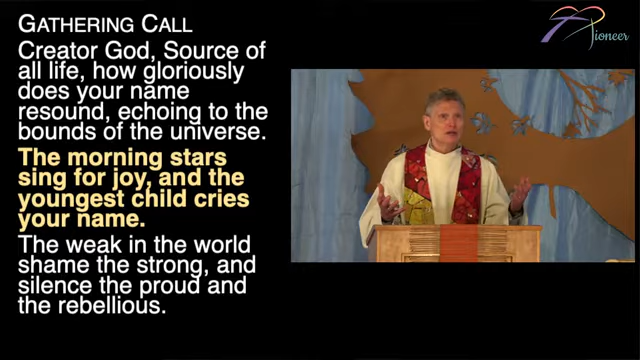 GATHERING CALL
Creator God, Source of
all life, how gloriously
does your name
resound, echoing to the
bounds of the universe.
The morning stars
sing for joy, and the
youngest child cries
your name.
The weak in the world
shame the strong, and
silence the proud and
the rebellious.
Pioneer